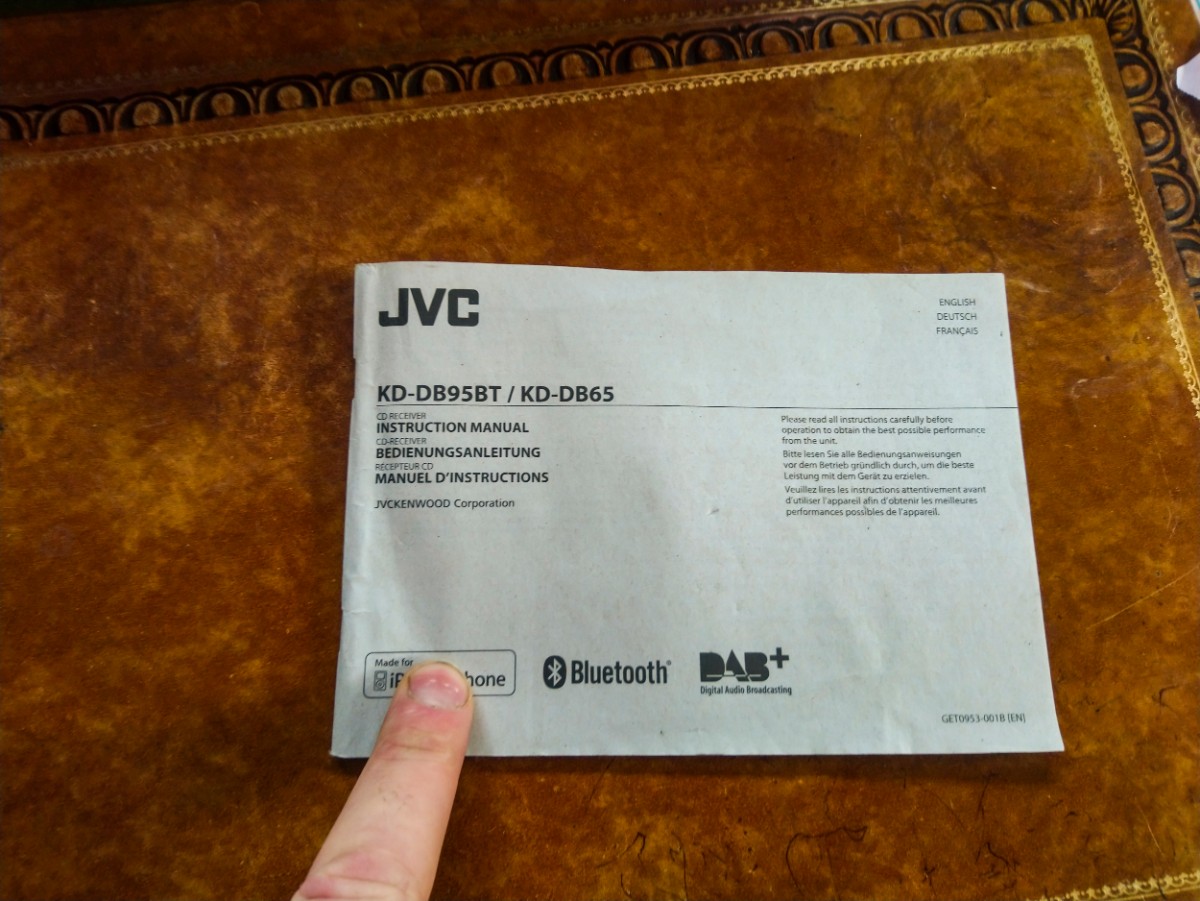 JVC
ENGLISH
DEUTSCH
FRANÇAIS
KD-DB95BT / KD-DB65
CD RECEIVER
INSTRUCTION MANUAL
CD-RECEIVER
BEDIENUNGSANLEITUNG
RECEPTEUR CD
MANUEL D'INSTRUCTIONS
JVCKENWOOD Corporation
Please read all instructions carefully before
operation to obtain the best possible performance
from the unit.
Bitte lesen Sie alle Bedienungsanweisungen
vor dem Betrieb gründlich durch, um die beste
Leistung mit dem Gerät zu erzielen.
Veuillez lires les instructions attentivement avant
d'utiliser l'appareil afin d'obtenir les meilleures
performances possibles de l'appareil.
Made for
Bluetooth®
DAB+
Digital Audio Broadcasting
GET0953-001B [EN]